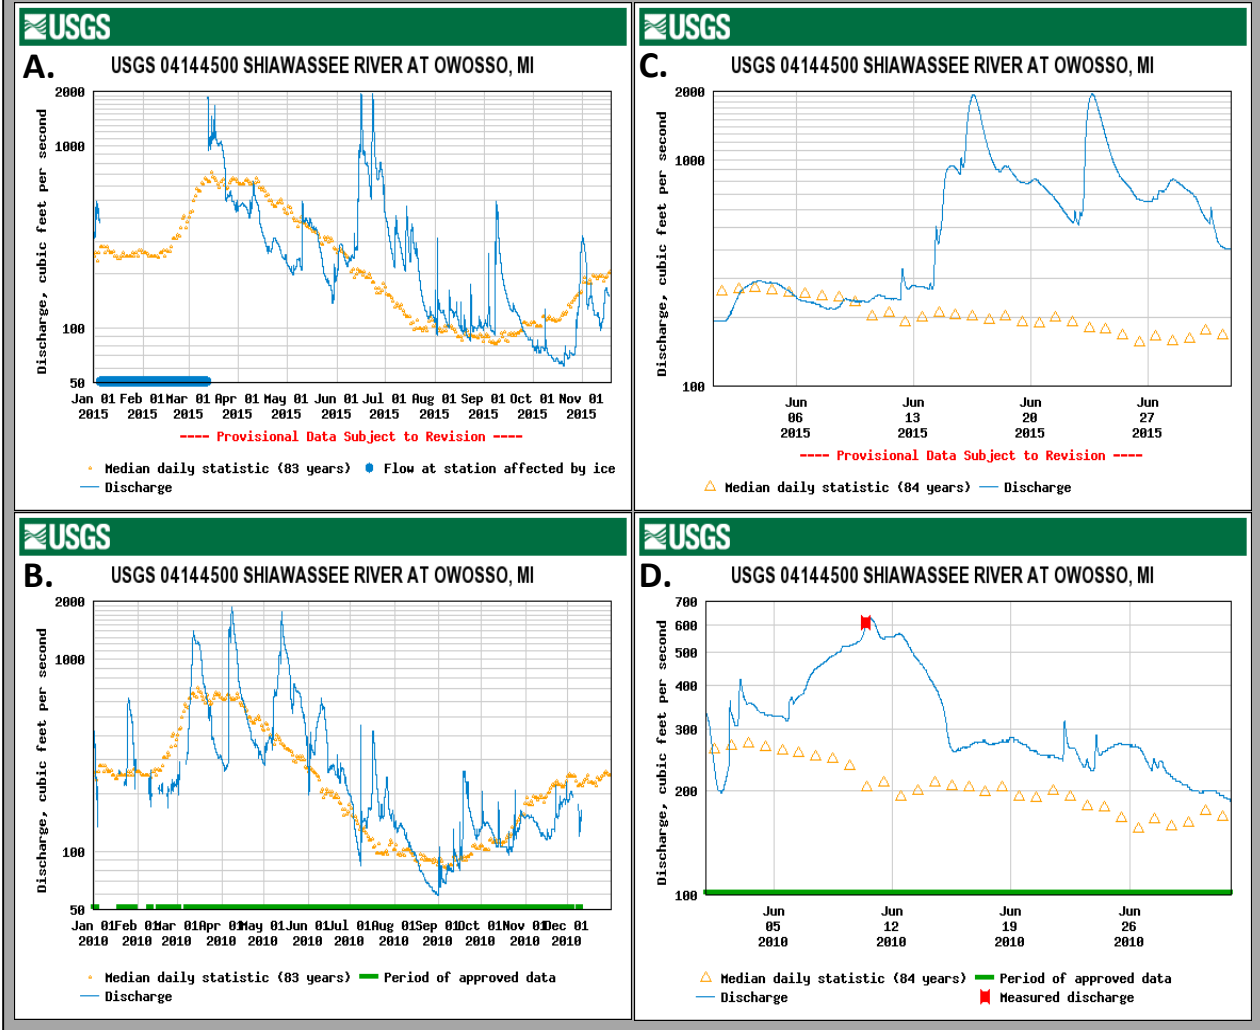 USGS
A. USGS 04144500 SHIAWASSEE RIVER AT OWOSSO, MI
Discharge, cubic feet per second
2000
1000
100
50
Jan 01 Feb 01 Mar 01 Apr 01 May 01 Jun 01 Jul 01 Aug 01 Sep 01 Oct 01 Nov 01
2015 2015 2015 2015 2015 2015 2015 2015 2015 2015 2015
---- Provisional Data Subject to Revision ----
Median daily statistic (83 years) Flow at station affected by ice
Discharge
USGS
C. USGS 04144500 SHIAWASSEE RIVER AT OWOSSO, MI
Discharge, cubic feet per second
2000
1000
100
Jun Jun Jun Jun
06 13 20 27
2015 2015 2015 2015
---- Provisional Data Subject to Revision ----
Median daily statistic (84 years) Discharge
USGS
B. USGS 04144500 SHIAWASSEE RIVER AT OWOSSO, MI
Discharge, cubic feet per second
2000
1000
100
50
Jan 01 Feb 01 Mar 01 Apr 01 May 01 Jun 01 Jul 01 Aug 01 Sep 01 Oct 01 Nov 01 Dec 01
2010 2010 2010 2010 2010 2010 2010 2010 2010 2010 2010 2010
Median daily statistic (83 years) Period of approved data
Discharge
USGS
D. USGS 04144500 SHIAWASSEE RIVER AT OWOSSO, MI
Discharge, cubic feet per second
700
600
500
400
300
200
100
Jun Jun Jun Jun
05 12 19 26
2010 2010 2010 2010
Median daily statistic (84 years) Period of approved data
Discharge Measured discharge